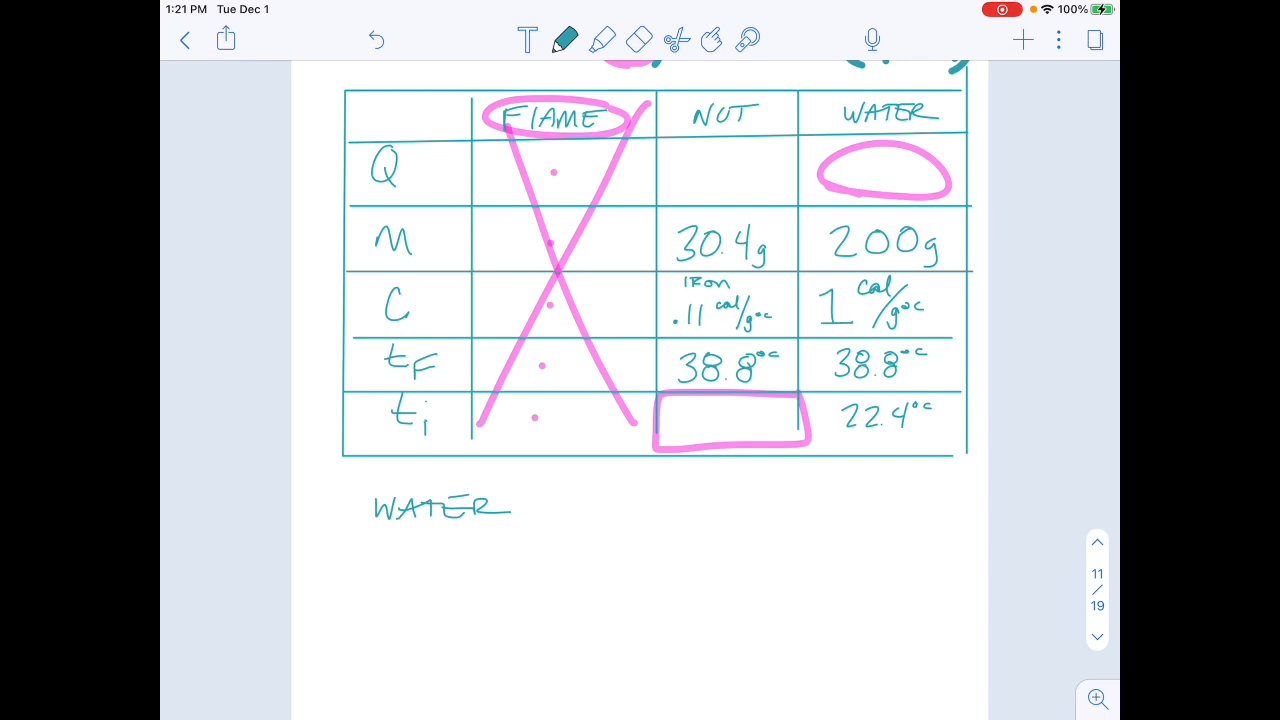 1:21 PM Tue Dec 1
100%
FlAME NUT WATER
Q
M 30.4g 200g
C IRon .11 cal/g°C 1 cal/g°C
tF 38.8°C 38.8°C
ti 22.4°C
WATER
11
/
19